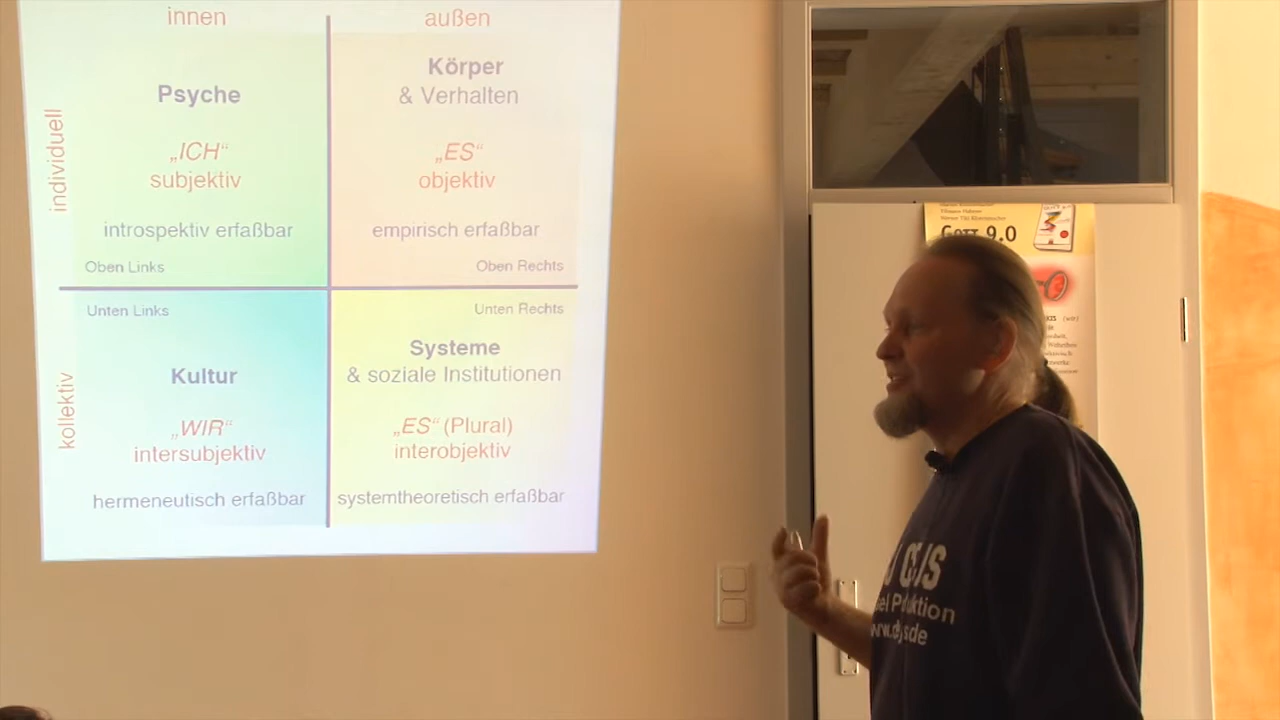 innen
außen
individuell
Psyche
„ICH“
subjektiv
introspektiv erfaßbar
Oben Links
Körper
& Verhalten
„ES“
objektiv
empirisch erfaßbar
Oben Rechts
kollektiv
Unten Links
Kultur
„WIR“
intersubjektiv
hermeneutisch erfaßbar
Unten Rechts
Systeme
& soziale Institutionen
„ES“ (Plural)
interobjektiv
systemtheoretisch erfaßbar
Gott 9.0